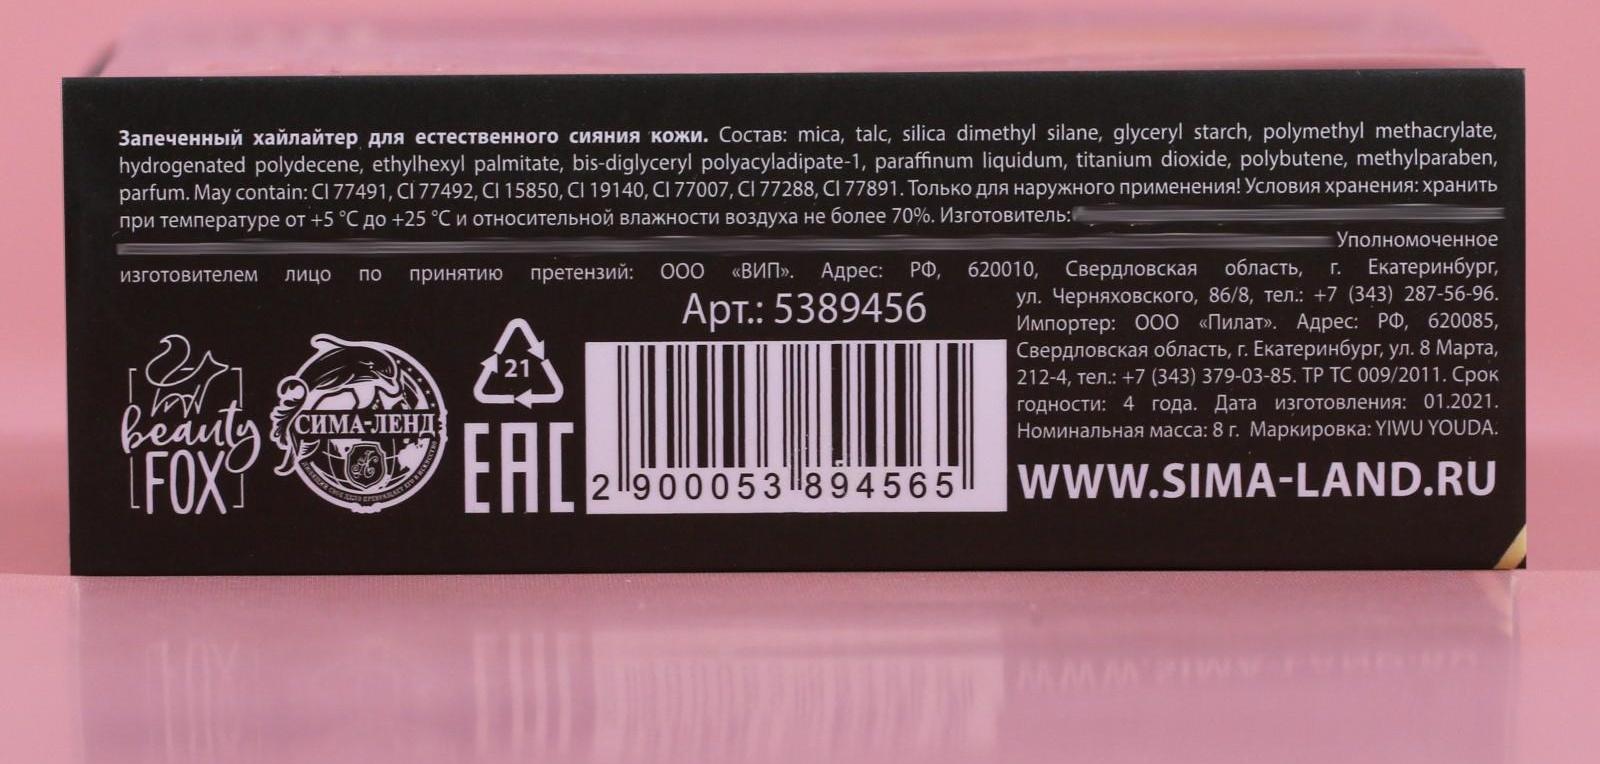 Запеченный хайлайтер для естественного сияния кожи. Состав: mica, talc, silica dimethyl silane, glyceryl starch, polymethyl methacrylate,
hydrogenated polydecene, ethylhexyl palmitate, bis-diglyceryl polyacyladipate-1, paraffinum liquidum, titanium dioxide, polybutene, methylparaben,
parfum. May contain: CI 77491, CI 77492, CI 15850, CI 19140, CI 77007, CI 77288, CI 77891. Только для наружного применения! Условия хранения: хранить
при температуре от +5 °C до +25 °C и относительной влажности воздуха не более 70%. Изготовитель:
Уполномоченное
изготовителем лицо по принятию претензий: ООО «ВИП». Адрес: РФ, 620010, Свердловская область, г. Екатеринбург,
ул. Черняховского, 86/8, тел.: +7 (343) 287-56-96.
Импортер: ООО «Пилат». Адрес: РФ, 620085,
Свердловская область, г. Екатеринбург, ул. 8 Марта,
212-4, тел.: +7 (343) 379-03-85. ТР ТС 009/2011. Срок
годности: 4 года. Дата изготовления: 01.2021.
Номинальная масса: 8 г. Маркировка: YIWU YOUDA.
WWW.SIMA-LAND.RU
Арт.: 5389456
beauty
FOX
СИМА-ЛЕНД
21
EAC
2 900053 894565